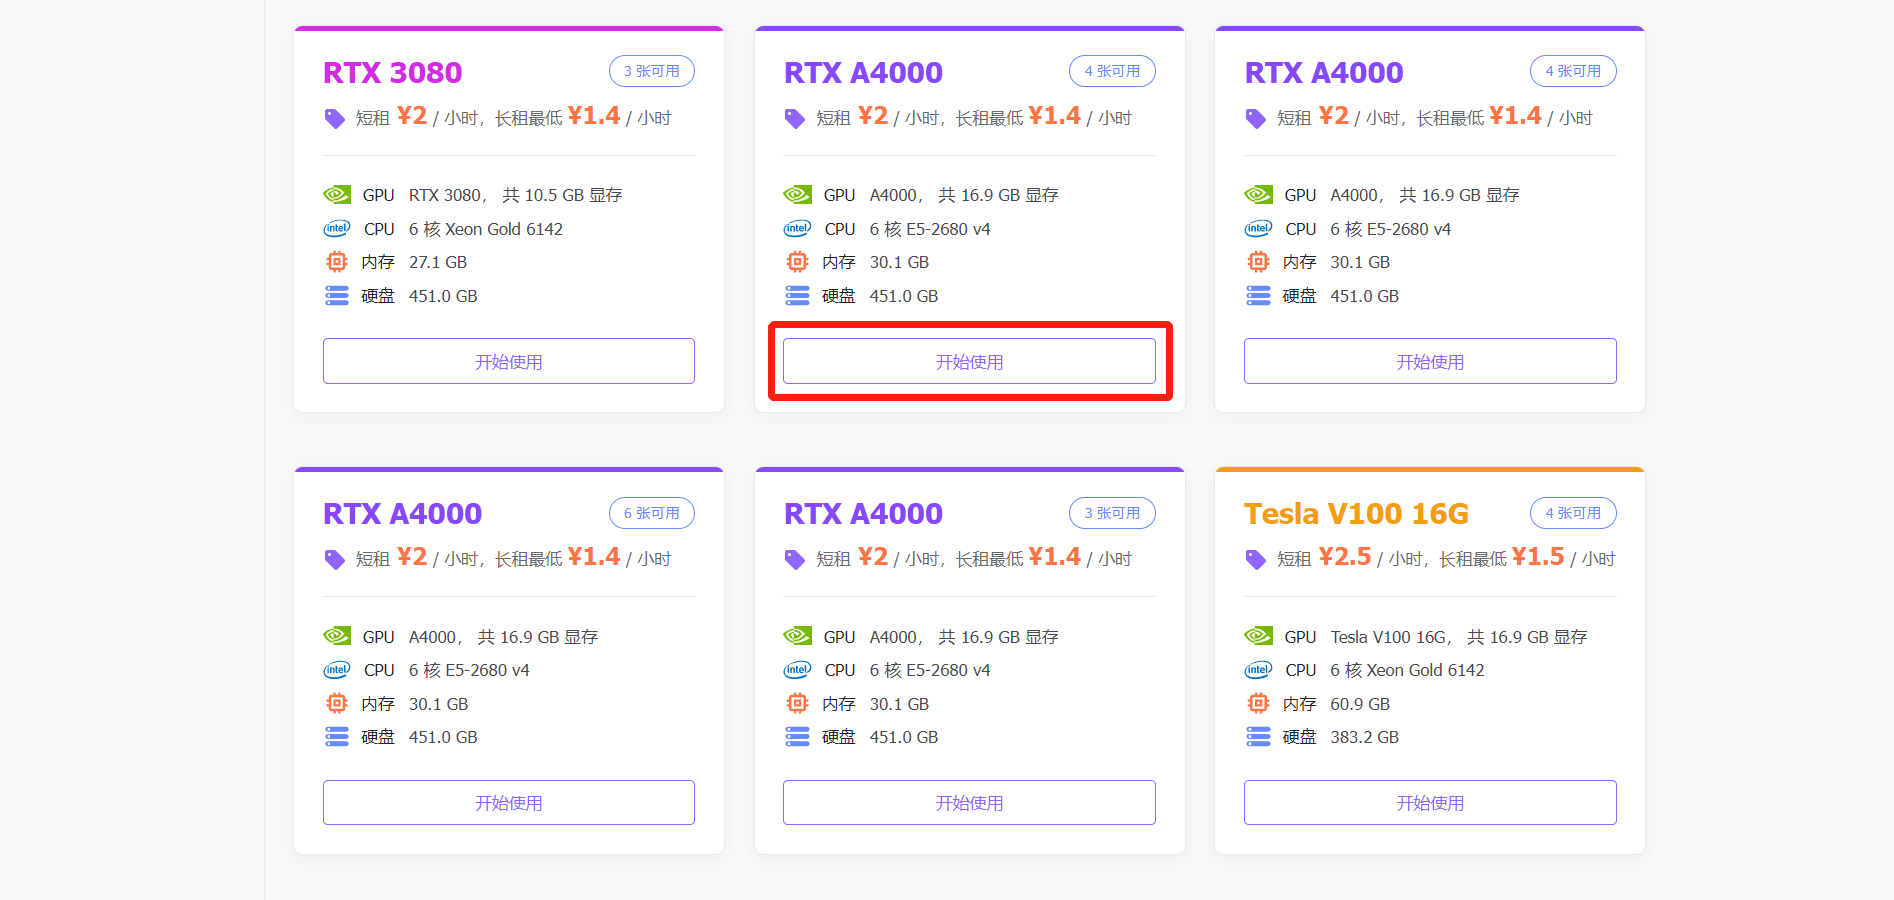 RTX 3080
3 张可用
短租 ¥2 / 小时，长租最低 ¥1.4 / 小时
GPU RTX 3080， 共 10.5 GB 显存
intel CPU 6 核 Xeon Gold 6142
内存 27.1 GB
硬盘 451.0 GB
开始使用
RTX A4000
4 张可用
短租 ¥2 / 小时，长租最低 ¥1.4 / 小时
GPU A4000， 共 16.9 GB 显存
intel CPU 6 核 E5-2680 v4
内存 30.1 GB
硬盘 451.0 GB
开始使用
RTX A4000
4 张可用
短租 ¥2 / 小时，长租最低 ¥1.4 / 小时
GPU A4000， 共 16.9 GB 显存
intel CPU 6 核 E5-2680 v4
内存 30.1 GB
硬盘 451.0 GB
开始使用
RTX A4000
6 张可用
短租 ¥2 / 小时，长租最低 ¥1.4 / 小时
GPU A4000， 共 16.9 GB 显存
intel CPU 6 核 E5-2680 v4
内存 30.1 GB
硬盘 451.0 GB
开始使用
RTX A4000
3 张可用
短租 ¥2 / 小时，长租最低 ¥1.4 / 小时
GPU A4000， 共 16.9 GB 显存
intel CPU 6 核 E5-2680 v4
内存 30.1 GB
硬盘 451.0 GB
开始使用
Tesla V100 16G
4 张可用
短租 ¥2.5 / 小时，长租最低 ¥1.5 / 小时
GPU Tesla V100 16G， 共 16.9 GB 显存
intel CPU 6 核 Xeon Gold 6142
内存 60.9 GB
硬盘 383.2 GB
开始使用